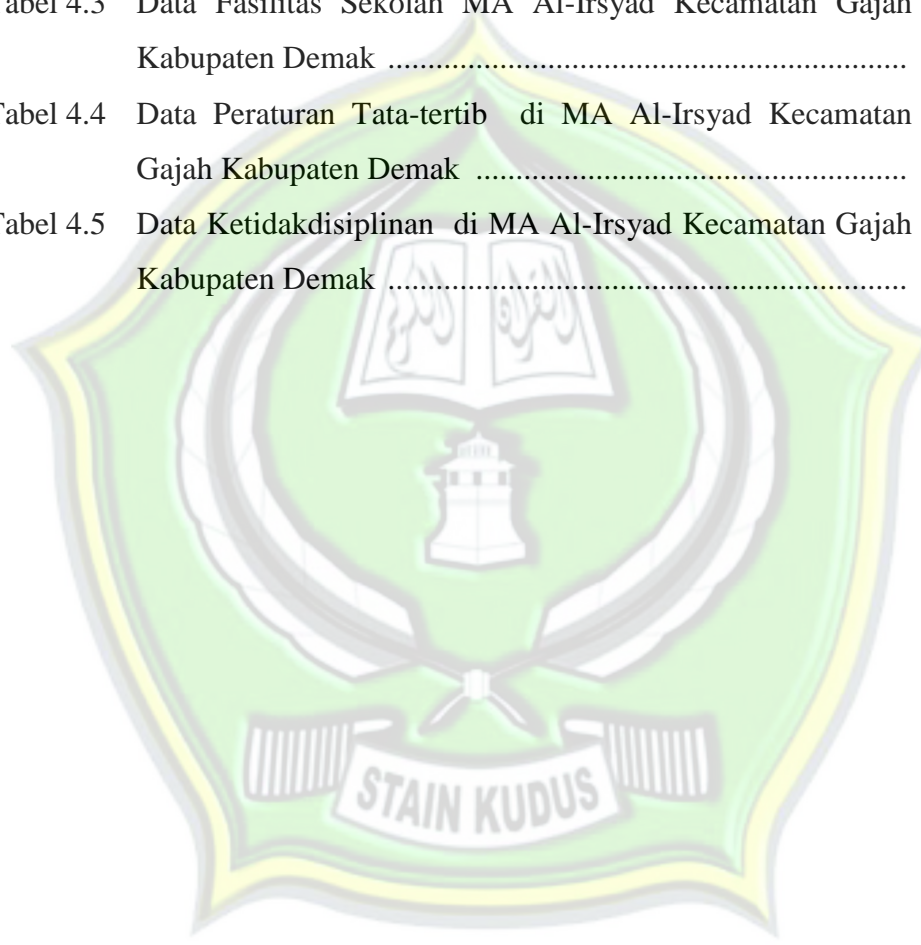 Tabel 4.3 Data Fasilitas Sekolah MA Al-Irsyad Kecamatan Gajah
Kabupaten Demak ................................................................
Tabel 4.4 Data Peraturan Tata-tertib di MA Al-Irsyad Kecamatan
Gajah Kabupaten Demak .....................................................
Tabel 4.5 Data Ketidakdisiplinan di MA Al-Irsyad Kecamatan Gajah
Kabupaten Demak ................................................................
STAIN KUDUS